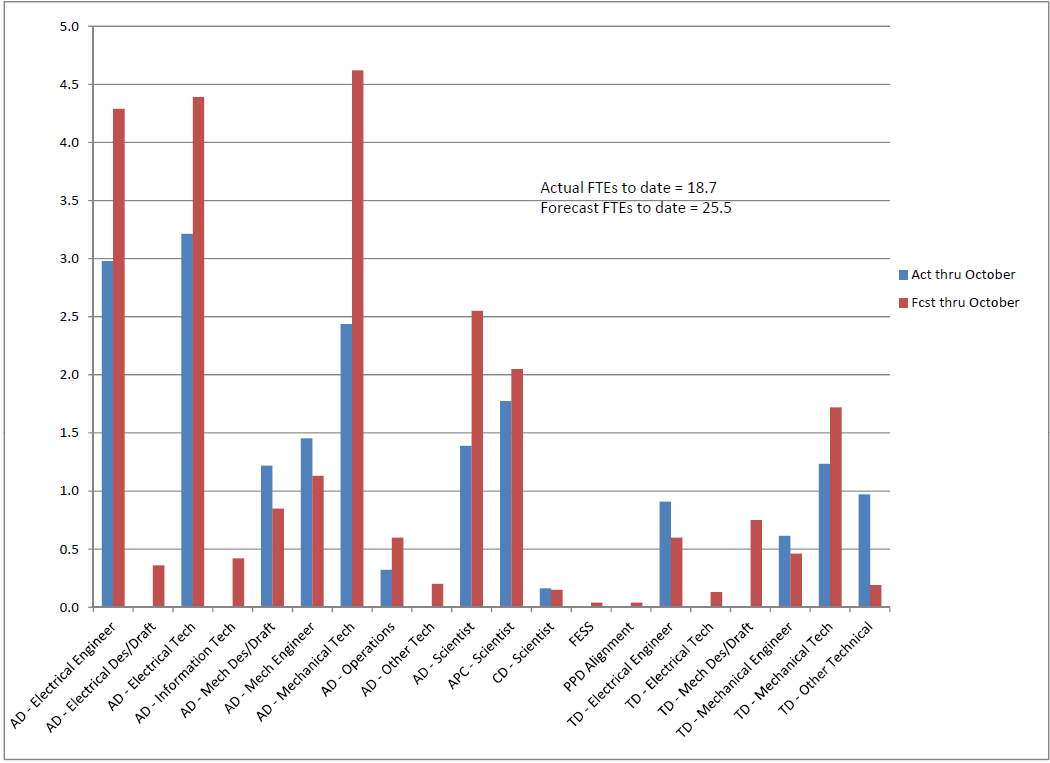 5.0
4.5
4.0
3.5
3.0
2.5
2.0
1.5
1.0
0.5
0.0
Actual FTEs to date = 18.7
Forecast FTEs to date = 25.5
Act thru October
Fcst thru October
AD - Electrical Engineer
AD - Electrical Des/Draft
AD - Electrical Tech
AD - Information Tech
AD - Mech Des/Draft
AD - Mech Engineer
AD - Mechanical Tech
AD - Operations
AD - Other Tech
AD - Scientist
APC - Scientist
CD - Scientist
FESS
PPD Alignment
TD - Electrical Engineer
TD - Electrical Tech
TD - Mech Des/Draft
TD - Mechanical Engineer
TD - Mechanical Tech
TD - Other Technical